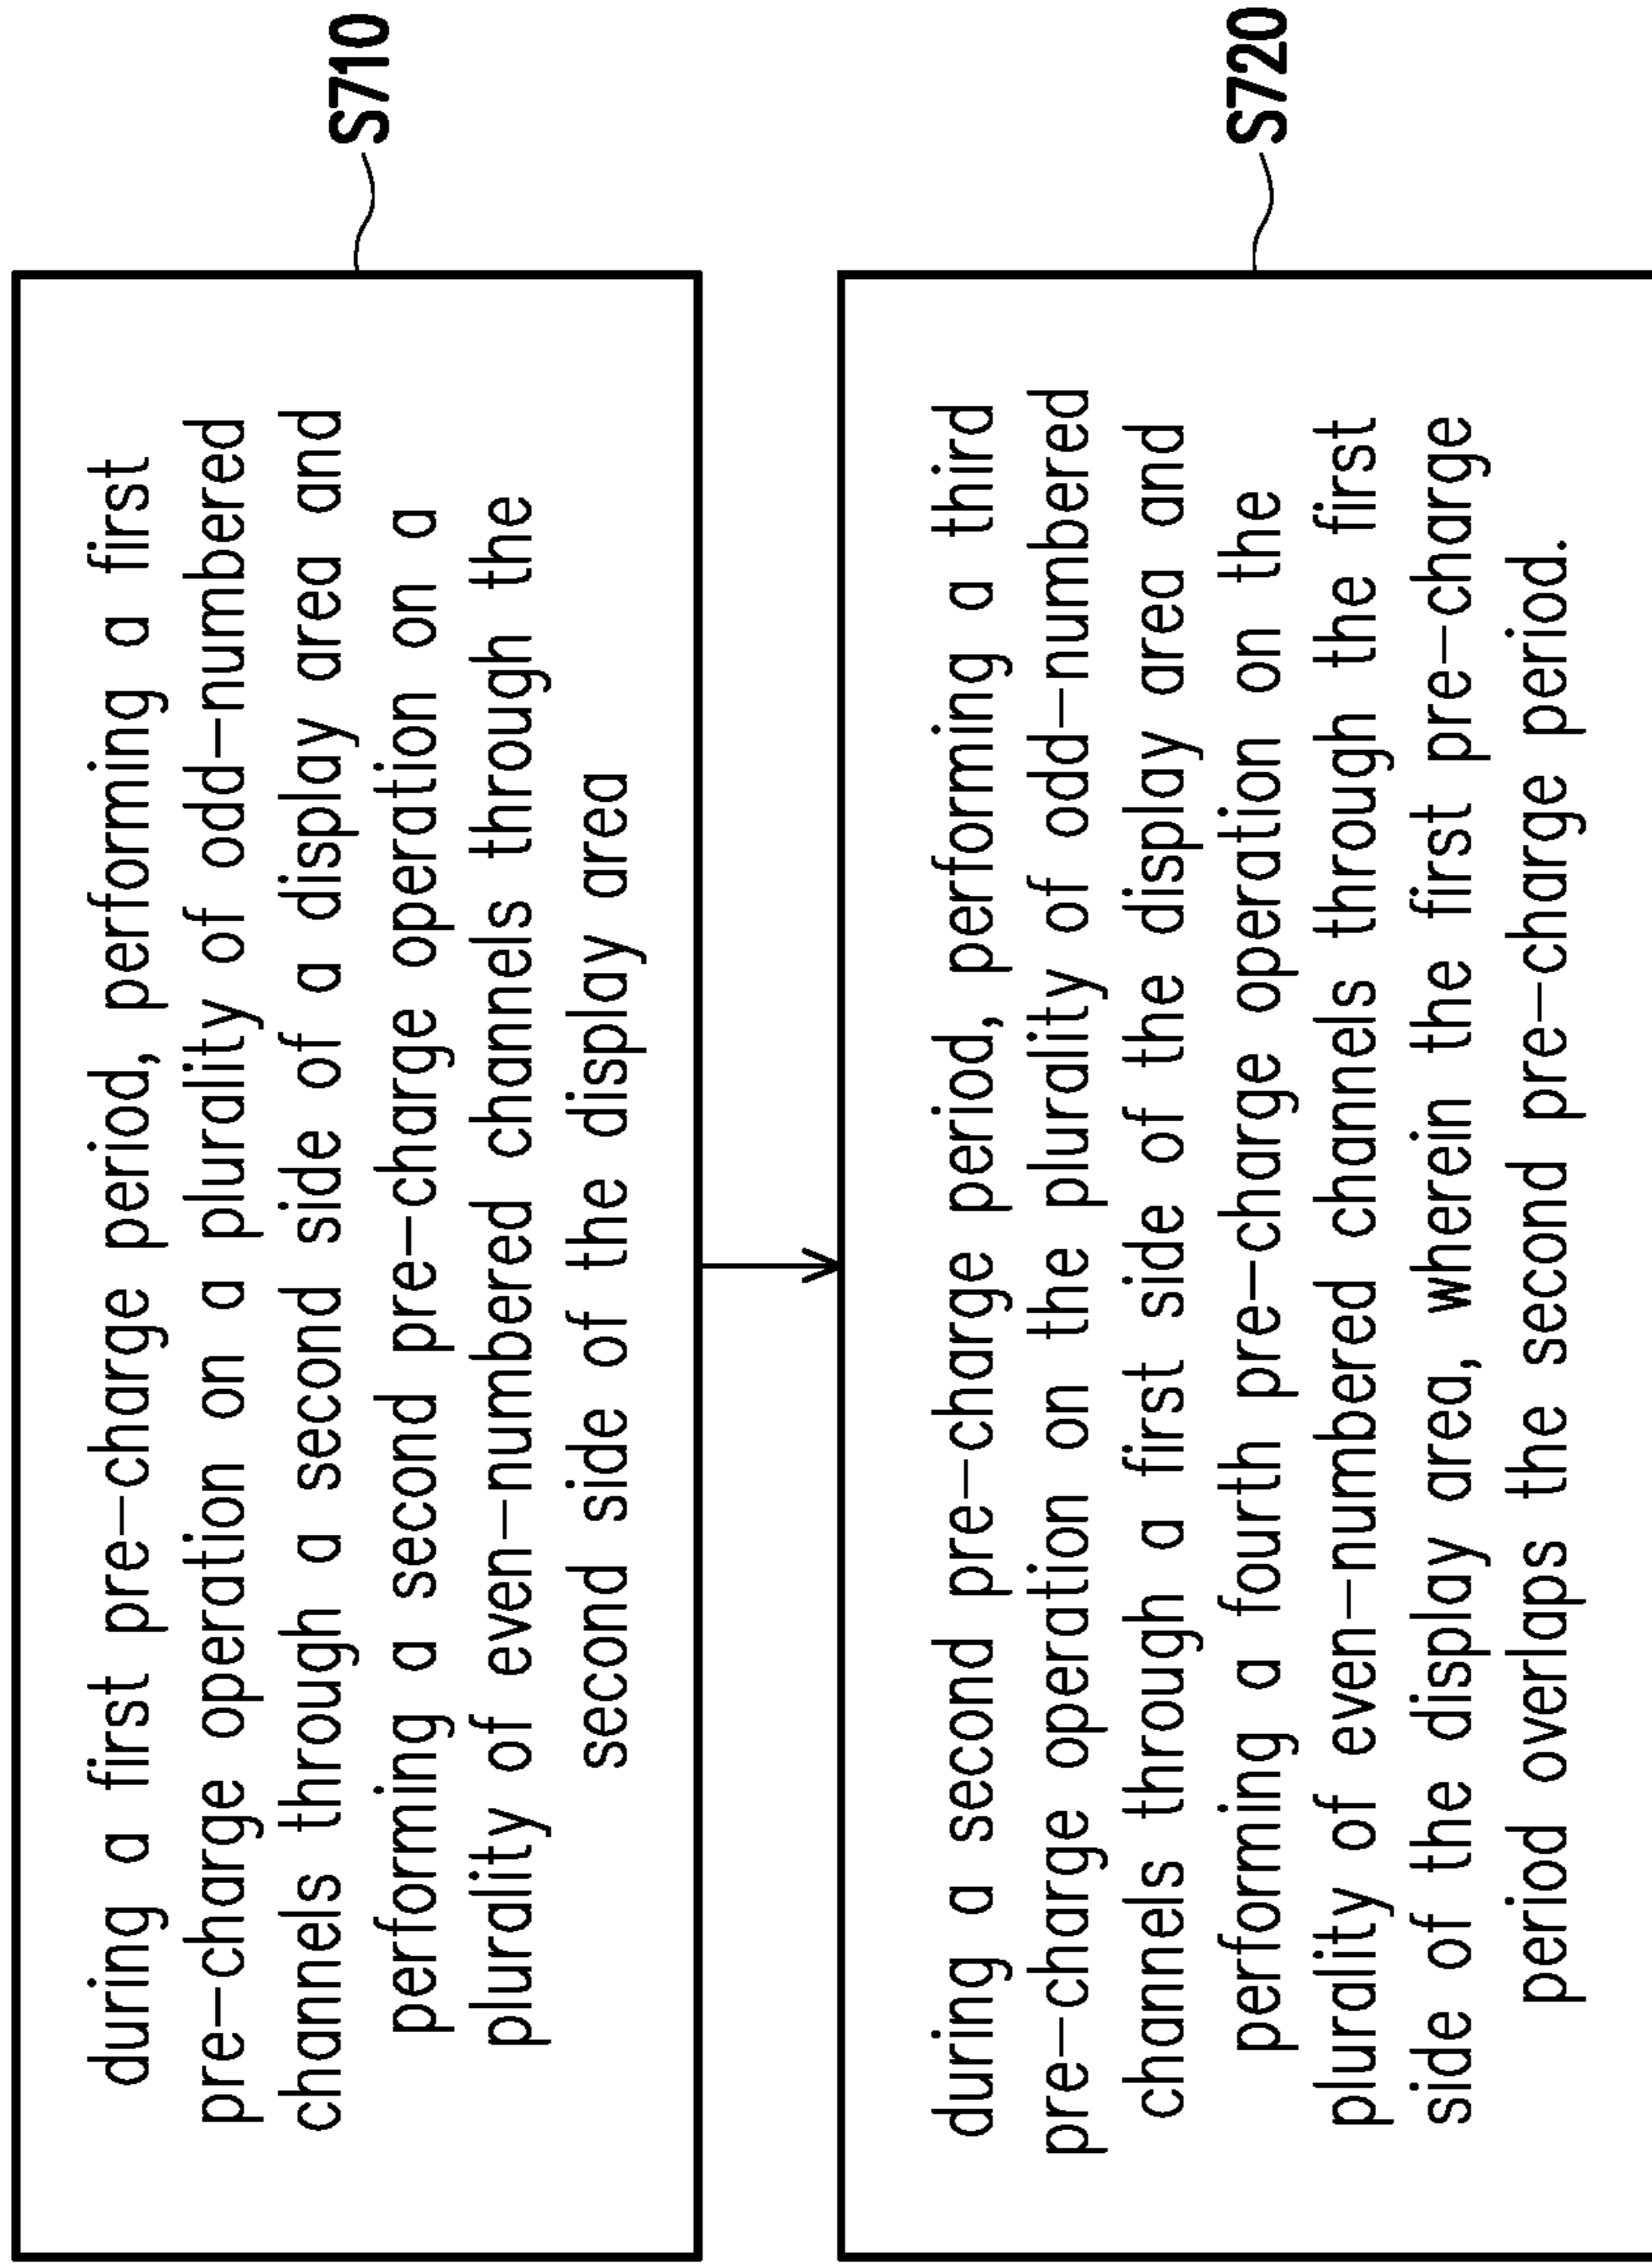 during a first pre-charge period, performing a first
pre-charge operation on a plurality of odd-numbered
channels through a second side of a display area and
performing a second pre-charge operation on a
plurality of even-numbered channels through the
second side of the display area
S710
during a second pre-charge period, performing a third
pre-charge operation on the plurality of odd-numbered
channels through a first side of the display area and
performing a fourth pre-charge operation on the
plurality of even-numbered channels through the first
side of the display area, wherein the first pre-charge
period overlaps the second pre-charge period.
S720